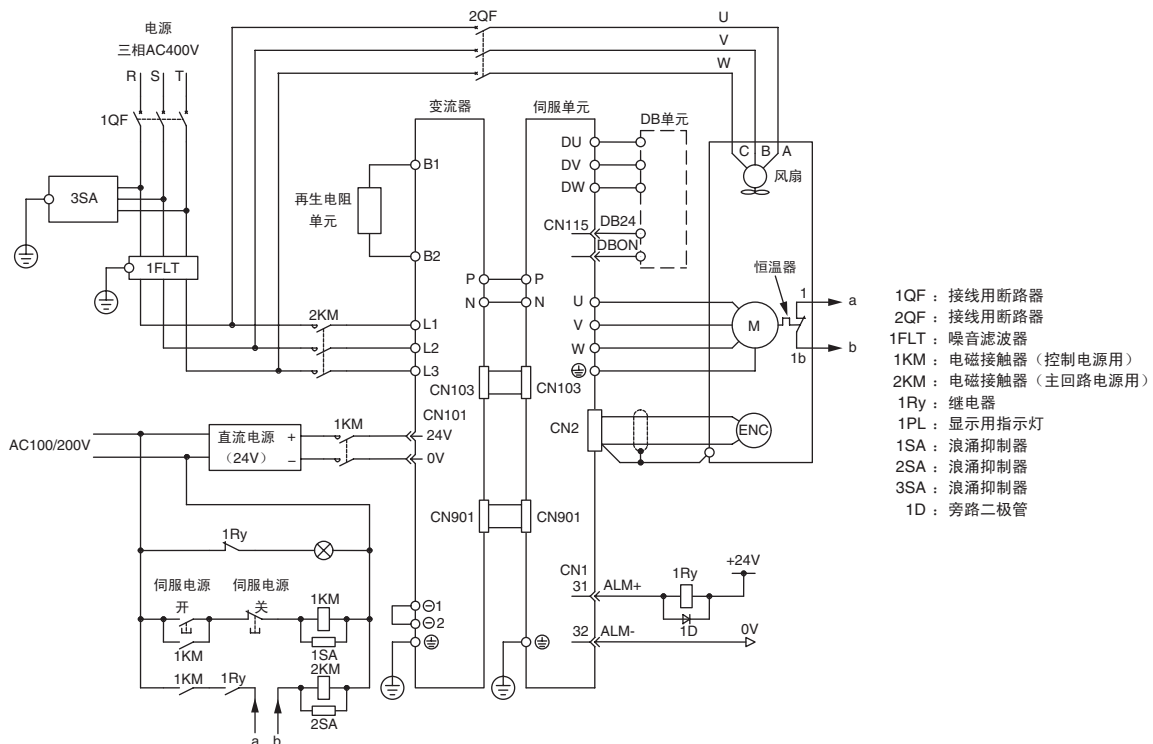 电源
三相AC400V
R S T
1QF
3SA
1FLT
2QF
U
V
W
变流器
伺服单元
DB单元
C B A
风扇
B1
再生电阻
单元
B2
DU
DV
DW
CN115
DB24
DBON
P
N
P
N
恒温器
1
a
1b
b
M
2KM
L1
L2
L3
U
V
W
CN103
CN103
CN101
CN2
ENC
AC100/200V
直流电源
（24V）
+
−
1KM
24V
0V
CN901
CN901
1Ry
伺服电源
开
伺服电源
关
1KM
1KM
1SA
2KM
1KM
1Ry
2SA
a
b
⊖1
⊖2
CN1
31
ALM+
1Ry
+24V
1D
32
ALM-
0V
1QF ：接线用断路器
2QF ：接线用断路器
1FLT ：噪音滤波器
1KM ：电磁接触器（控制电源用）
2KM ：电磁接触器（主回路电源用）
1Ry ：继电器
1PL ：显示用指示灯
1SA ：浪涌抑制器
2SA ：浪涌抑制器
3SA ：浪涌抑制器
1D ：旁路二极管